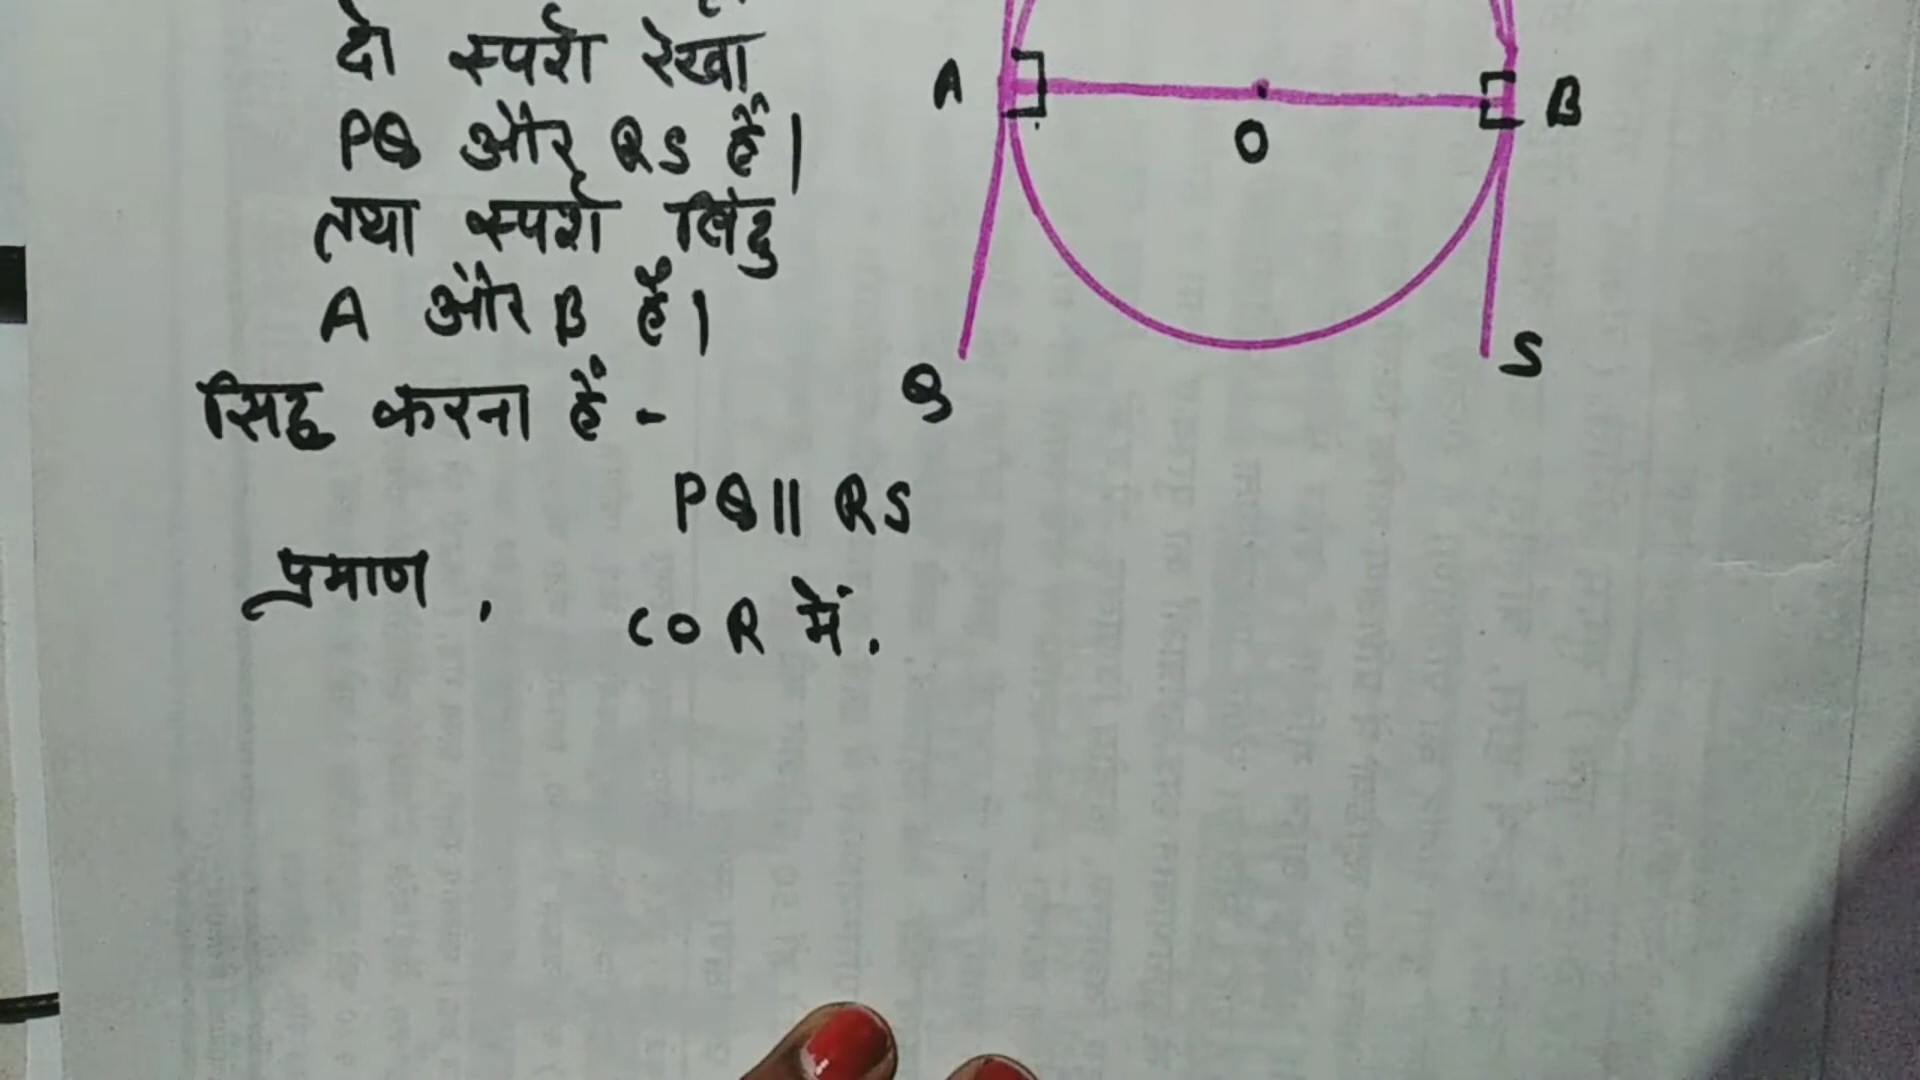 दो स्पर्श रेखा
PQ और RS हैं।
तथा स्पर्श बिंदु
A और B हैं।
सिद्ध करना हैं -
PQ || RS
प्रमाण,
COR में.
A
B
O
Q
S